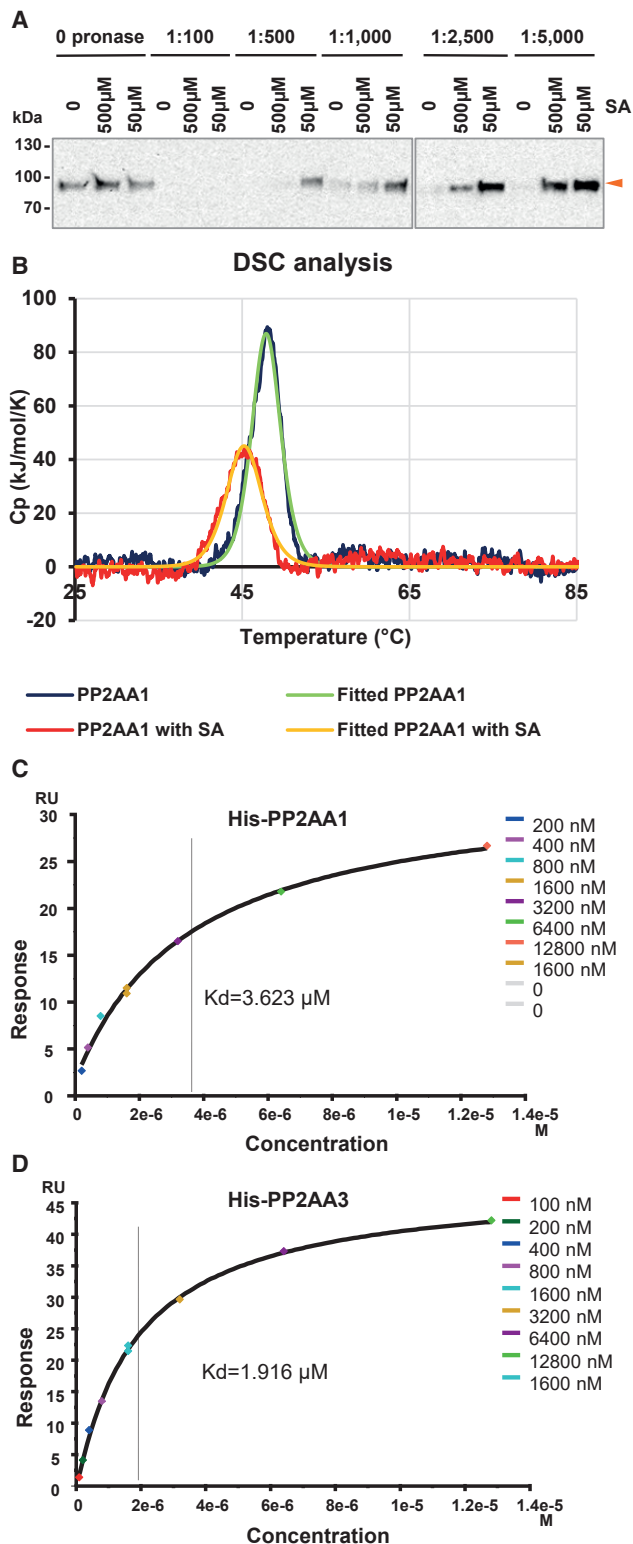 A
0 pronase 1:100 1:500 1:1,000 1:2,500 1:5,000
0 500µM 50µM 0 500µM 50µM 0 500µM 50µM 0 500µM 50µM 0 500µM 50µM 0 500µM 50µM SA
kDa
130 -
100 -
70 -
B
DSC analysis
100
80
60
40
20
0
-20
25 45 65 85
Cp (kJ/mol/K)
Temperature (°C)
PP2AA1
Fitted PP2AA1
PP2AA1 with SA
Fitted PP2AA1 with SA
C
RU
His-PP2AA1
30
25
20
15
10
5
0
Response
Kd=3.623 µM
0 2e-6 4e-6 6e-6 8e-6 1e-5 1.2e-5 1.4e-5
M
Concentration
200 nM
400 nM
800 nM
1600 nM
3200 nM
6400 nM
12800 nM
1600 nM
0
0
D
RU
His-PP2AA3
45
40
35
30
25
20
15
10
5
0
Response
Kd=1.916 µM
0 2e-6 4e-6 6e-6 8e-6 1e-5 1.2e-5 1.4e-5
M
Concentration
100 nM
200 nM
400 nM
800 nM
1600 nM
3200 nM
6400 nM
12800 nM
1600 nM